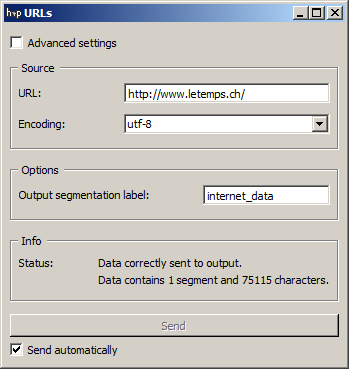 h•p URLs
Advanced settings
Source
URL: http://www.letemps.ch/
Encoding: utf-8
Options
Output segmentation label: internet_data
Info
Status: Data correctly sent to output.
Data contains 1 segment and 75115 characters.
Send
Send automatically